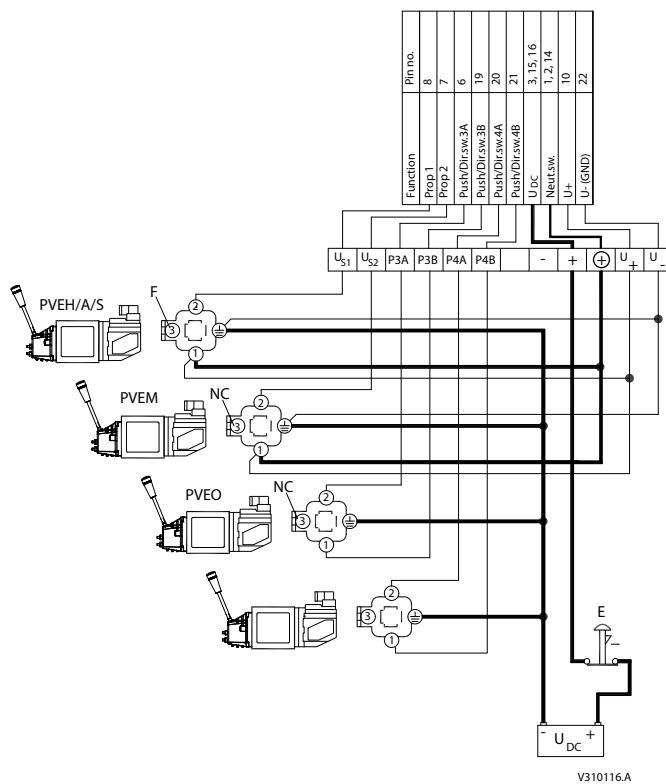 Pin no. 8 7 6 19 20 21 3, 15, 16 1, 2, 14 10 22
Function Prop 1 Prop 2 Push/Dir.sw.3A Push/Dir.sw.3B Push/Dir.sw.4A Push/Dir.sw.4B U DC Neut.sw. U+ U- (GND)
US1 US2 P3A P3B P4A P4B - + + U+ U-
PVEH/A/S
F
2
3
1
PVEM
NC
2
3
1
PVEO
NC
2
3
1
2
3
1
E
- UDC +
V310116.A